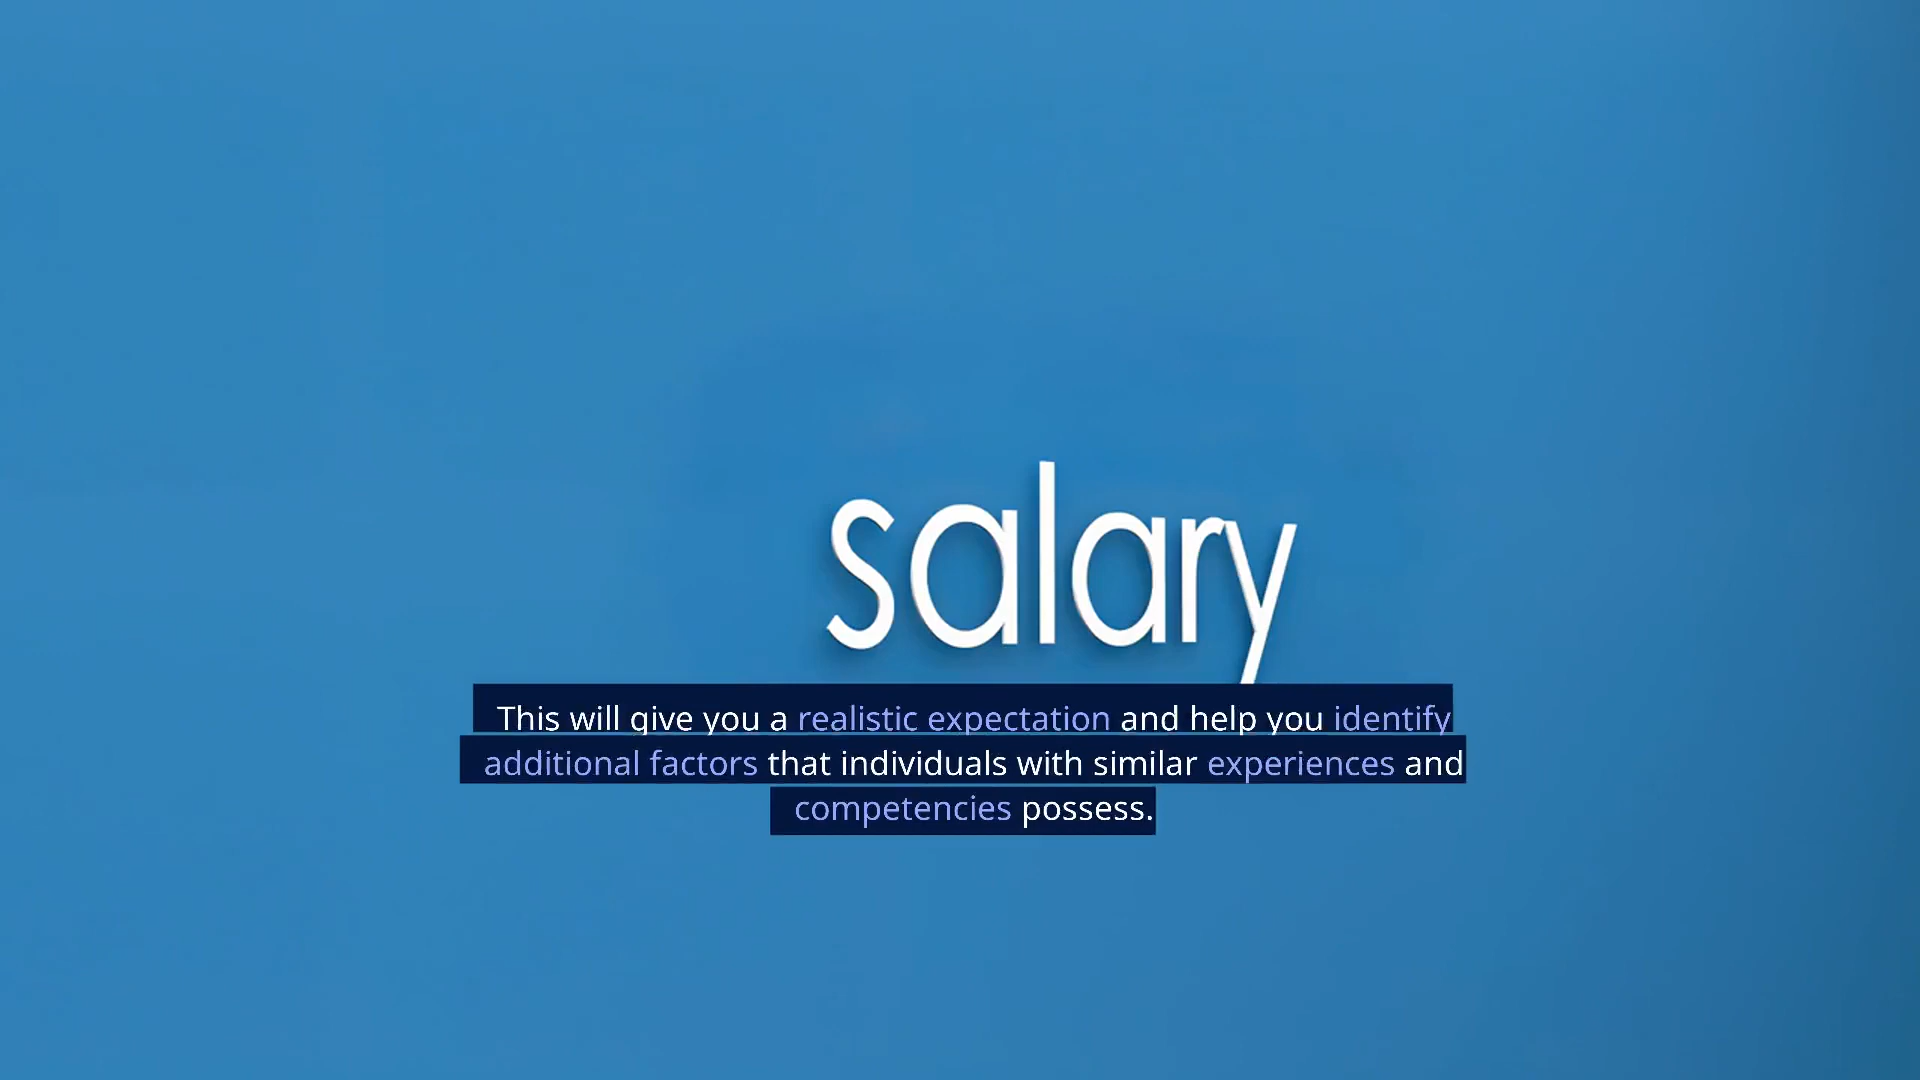 salary
This will give you a realistic expectation and help you identify
additional factors that individuals with similar experiences and
competencies possess.